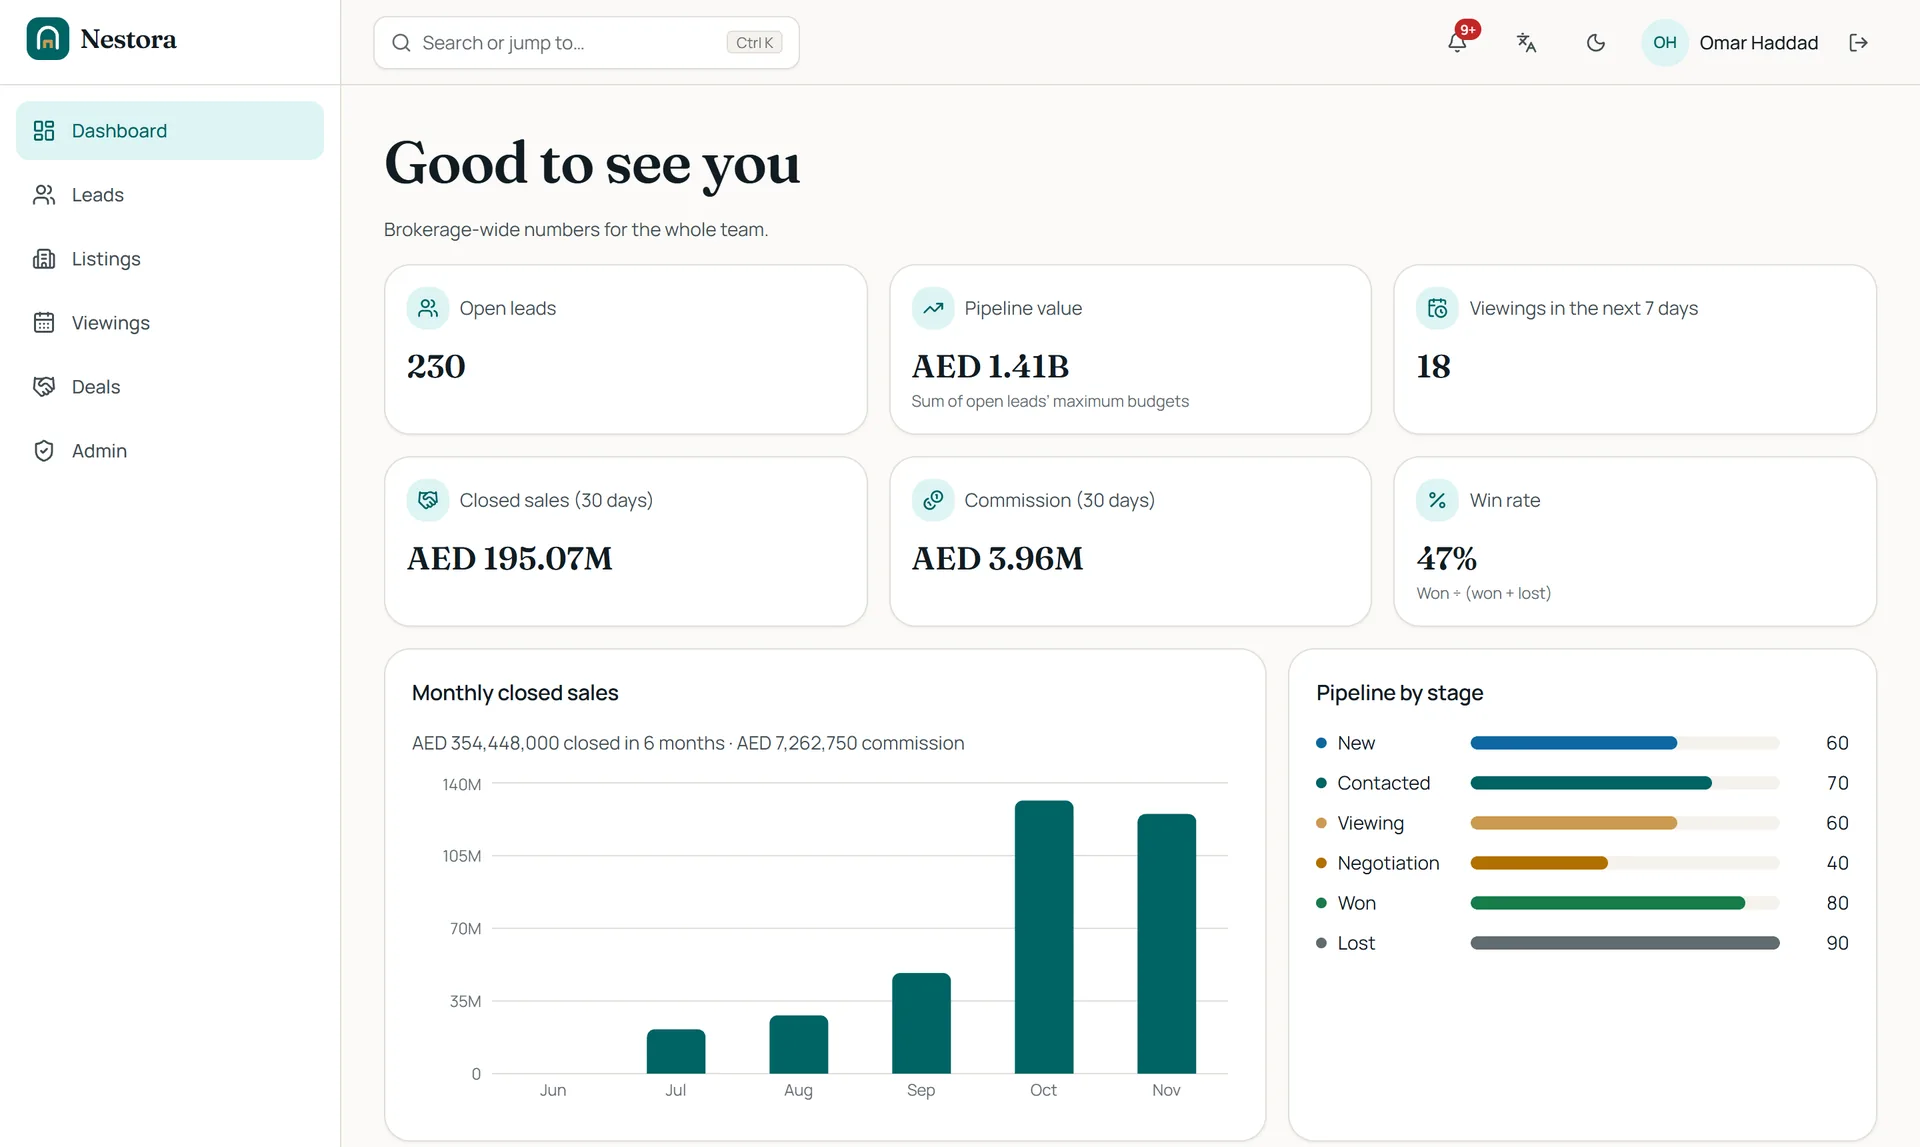 Nestora
Search or jump to...
Ctrl K
9+
OH
Omar Haddad
Dashboard
Leads
Listings
Viewings
Deals
Admin
Good to see you
Brokerage-wide numbers for the whole team.
Open leads
230
Pipeline value
AED 1.41B
Sum of open leads' maximum budgets
Viewings in the next 7 days
18
Closed sales (30 days)
AED 195.07M
Commission (30 days)
AED 3.96M
Win rate
47%
Won ÷ (won + lost)
Monthly closed sales
AED 354,448,000 closed in 6 months · AED 7,262,750 commission
140M
105M
70M
35M
0
Jun Jul Aug Sep Oct Nov
Pipeline by stage
New 60
Contacted 70
Viewing 60
Negotiation 40
Won 80
Lost 90